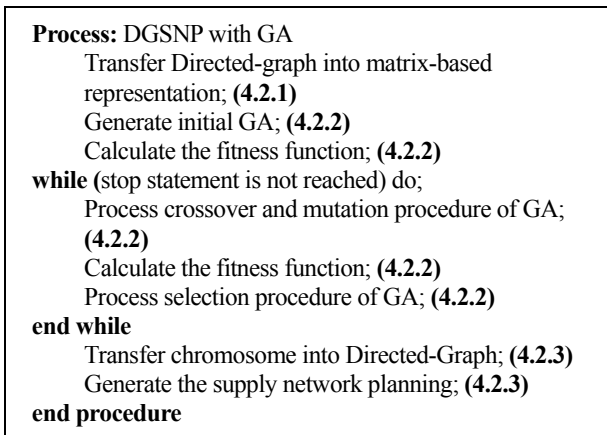 Process: DGSNP with GA
Transfer Directed-graph into matrix-based
representation; (4.2.1)
Generate initial GA; (4.2.2)
Calculate the fitness function; (4.2.2)
while (stop statement is not reached) do;
Process crossover and mutation procedure of GA;
(4.2.2)
Calculate the fitness function; (4.2.2)
Process selection procedure of GA; (4.2.2)
end while
Transfer chromosome into Directed-Graph; (4.2.3)
Generate the supply network planning; (4.2.3)
end procedure